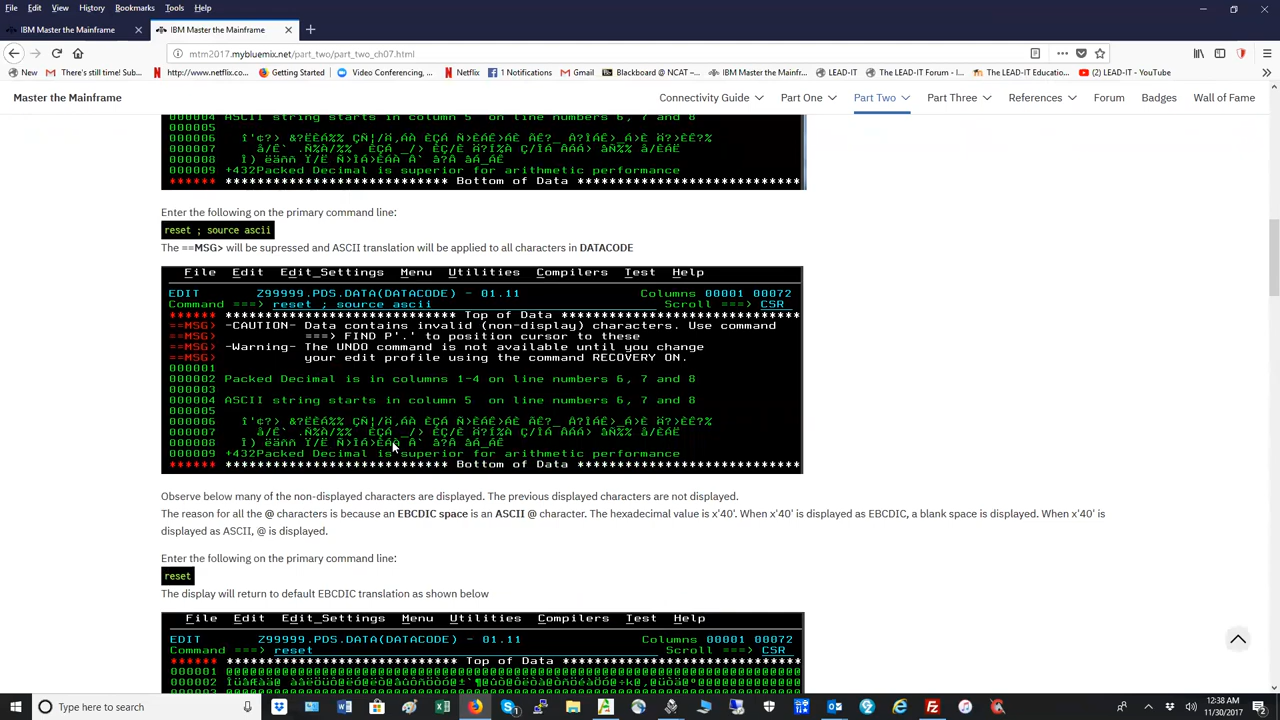 File Edit View History Bookmarks Tools Help
IBM Master the Mainframe IBM Master the Mainframe
mtm2017.mybluemix.net/part_two/part_two_ch07.html
New There's still time! Sub... http://www.netflix.c... Getting Started Video Conferencing, ... Netflix 1 Notifications Gmail Blackboard @ NCAT -... IBM Master the Mainfr... LEAD-IT The LEAD-IT Forum - I... The LEAD-IT Educatio... (2) LEAD-IT - YouTube
Master the Mainframe Connectivity Guide Part One Part Two Part Three References Forum Badges Wall of Fame
000004 ASCII string starts in column 5 on line numbers 6, 7 and 8
000005
000006
000007
000008
000009 +432Packed Decimal is superior for arithmetic performance
****** **************************** Bottom of Data ****************************
Enter the following on the primary command line:
reset ; source ascii
The ==MSG> will be supressed and ASCII translation will be applied to all characters in DATACODE
File Edit Edit_Settings Menu Utilities Compilers Test Help
EDIT Z99999.PDS.DATA(DATACODE) - 01.11 Columns 00001 00072
Command ===> reset ; source ascii Scroll ===> CSR
****** ***************************** Top of Data ******************************
==MSG> -CAUTION- Data contains invalid (non-display) characters. Use command
==MSG> ===> FIND P'.' to position cursor to these
==MSG> -Warning- The UNDO command is not available until you change
==MSG> your edit profile using the command RECOVERY ON.
000001
000002 Packed Decimal is in columns 1-4 on line numbers 6, 7 and 8
000003
000004 ASCII string starts in column 5 on line numbers 6, 7 and 8
000005
000006
000007
000008
000009 +432Packed Decimal is superior for arithmetic performance
****** **************************** Bottom of Data ****************************
Observe below many of the non-displayed characters are displayed. The previous displayed characters are not displayed.
The reason for all the @ characters is because an EBCDIC space is an ASCII @ character. The hexadecimal value is x'40'. When x'40' is displayed as EBCDIC, a blank space is displayed. When x'40' is
displayed as ASCII, @ is displayed.
Enter the following on the primary command line:
reset
The display will return to default EBCDIC translation as shown below
File Edit Edit_Settings Menu Utilities Compilers Test Help
EDIT Z99999.PDS.DATA(DATACODE) - 01.11 Columns 00001 00072
Command ===> reset Scroll ===> CSR
****** ***************************** Top of Data ******************************
000001 @@@@@@@@@@@@@@@@@@@@@@@@@@@@@@@@@@@@@@@@@@@@@@@@@@@@@@@@@@@@@@@@@@@@@@@@
000002
Type here to search
12:38 AM
11/30/2017